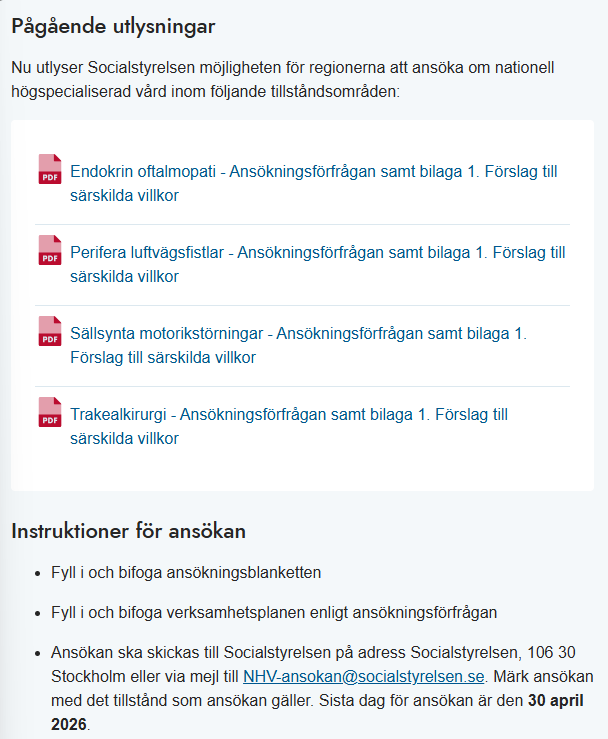 Pågående utlysningar
Nu utlyser Socialstyrelsen möjligheten för regionerna att ansöka om nationell
högspecialiserad vård inom följande tillståndsområden:
PDF
Endokrin oftalmopati - Ansökningsförfrågan samt bilaga 1. Förslag till
särskilda villkor
PDF
Perifera luftvägsfistlar - Ansökningsförfrågan samt bilaga 1. Förslag till
särskilda villkor
PDF
Sällsynta motorikstörningar - Ansökningsförfrågan samt bilaga 1.
Förslag till särskilda villkor
PDF
Trakealkirurgi - Ansökningsförfrågan samt bilaga 1. Förslag till
särskilda villkor
Instruktioner för ansökan
• Fyll i och bifoga ansökningsblanketten
• Fyll i och bifoga verksamhetsplanen enligt ansökningsförfrågan
• Ansökan ska skickas till Socialstyrelsen på adress Socialstyrelsen, 106 30
Stockholm eller via mejl till NHV-ansokan@socialstyrelsen.se. Märk ansökan
med det tillstånd som ansökan gäller. Sista dag för ansökan är den 30 april
2026.